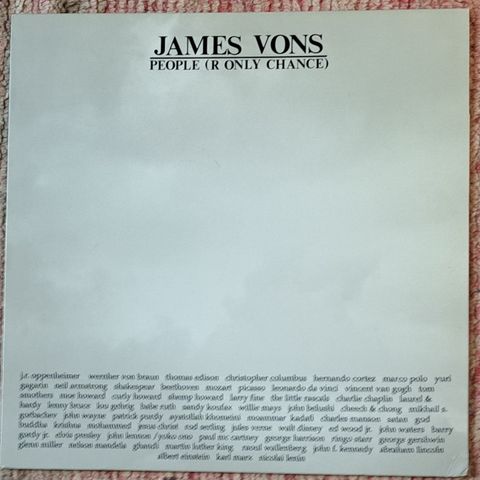 JAMES VONS
PEOPLE (R ONLY CHANCE)
j.r. oppenheimer wernher von braun thomas edison christopher columbus hernando cortez marco polo yuri
gagarin neil armstrong shakespear beethoven mozart picasso leonardo da vinci vincent van gogh tom
smothers moe howard curly howard shemp howard larry fine the little rascals charlie chaplin laurel &
hardy lenny bruce lou gehrig babe ruth sandy koufax willie mays john belushi cheech & chong mikhail s.
gorbachev john wayne patrick purdy ayatollah khomeini moammar kadafi charles manson satan god
buddha krishna mohammed jesus christ rod serling jules verne walt disney ed wood jr. john waters barry
gordy jr. elvis presley john lennon / yoko ono paul mc cartney george harrison ringo starr george gershwin
glenn miller nelson mandella ghandi martin luther king raoul wallenberg john f. kennedy abraham lincoln
albert einstein karl marx nicolai lenin